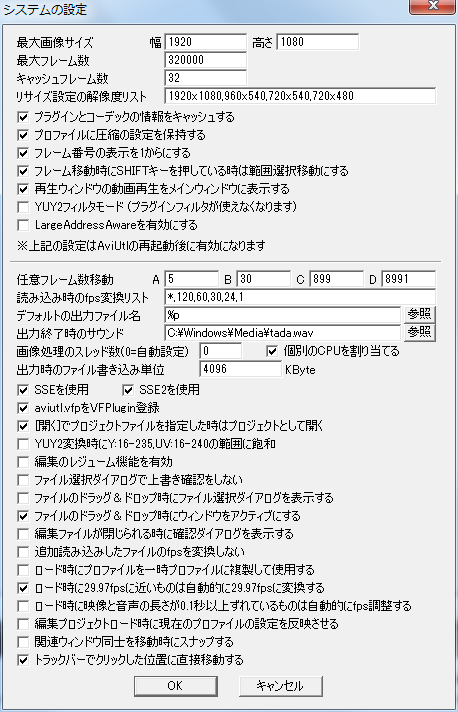 システムの設定
最大画像サイズ 幅 1920 高さ 1080
最大フレーム数 320000
キャッシュフレーム数 32
リサイズ設定の解像度リスト 1920x1080,960x540,720x540,720x480
プラグインとコーデックの情報をキャッシュする
プロファイルに圧縮の設定を保持する
フレーム番号の表示を1からにする
フレーム移動時にSHIFTキーを押している時は範囲選択移動にする
再生ウィンドウの動画再生をメインウィンドウに表示する
YUY2フィルタモード (プラグインフィルタが使えなくなります)
LargeAddressAwareを有効にする
※上記の設定はAviUtlの再起動後に有効になります
任意フレーム数移動 A 5 B 30 C 899 D 8991
読み込み時のfps変換リスト *,120,60,30,24,1
デフォルトの出力ファイル名 %p 参照
出力終了時のサウンド C:¥Windows¥Media¥tada.wav 参照
画像処理のスレッド数(0=自動設定) 0 個別のCPUを割り当てる
出力時のファイル書き込み単位 4096 KByte
SSEを使用 SSE2を使用
aviutl.vfpをVFPlugin登録
[開く]でプロジェクトファイルを指定した時はプロジェクトとして開く
YUY2変換時にY:16-235,UV:16-240の範囲に飽和
編集のレジューム機能を有効
ファイル選択ダイアログで上書き確認をしない
ファイルのドラッグ＆ドロップ時にファイル選択ダイアログを表示する
ファイルのドラッグ＆ドロップ時にウィンドウをアクティブにする
編集ファイルが閉じられる時に確認ダイアログを表示する
追加読み込みしたファイルのfpsを変換しない
ロード時にプロファイルを一時プロファイルに複製して使用する
ロード時に29.97fpsに近いものは自動的に29.97fpsに変換する
ロード時に映像と音声の長さが0.1秒以上ずれているものは自動的にfps調整する
編集プロジェクトロード時に現在のプロファイルの設定を反映させる
関連ウィンドウ同士を移動時にスナップする
トラックバーでクリックした位置に直接移動する
OK キャンセル